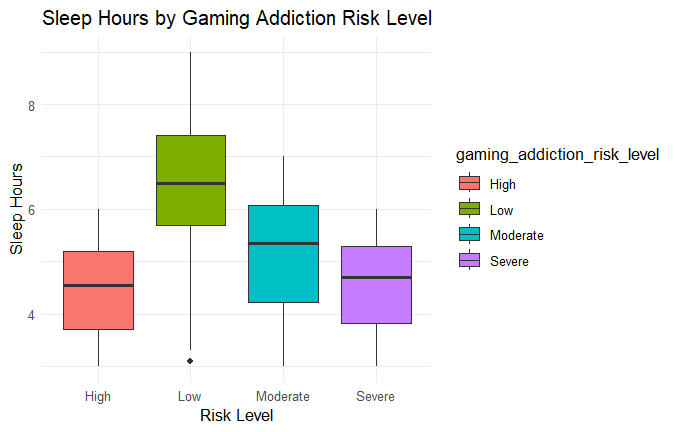 Sleep Hours by Gaming Addiction Risk Level
Sleep Hours
8
6
4
High
Low
Moderate
Severe
Risk Level
gaming_addiction_risk_level
High
Low
Moderate
Severe